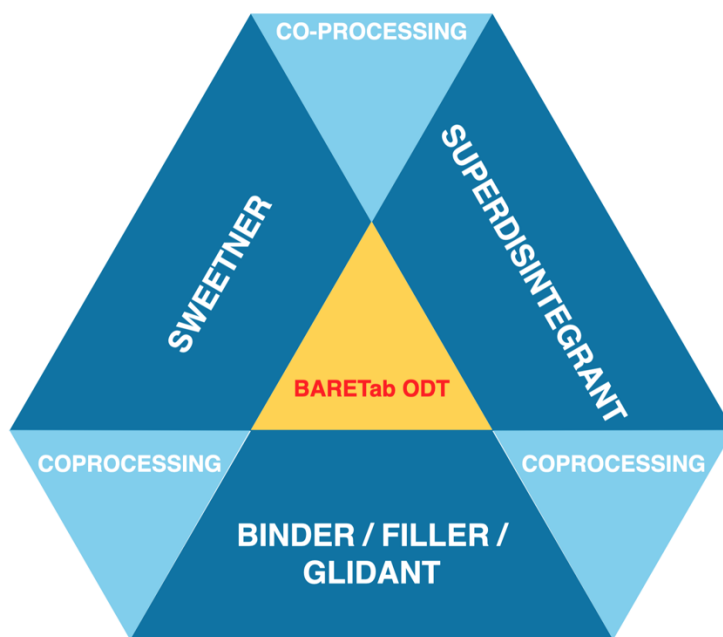 CO-PROCESSING
SWEETNER
SUPERDISINTEGRANT
BARETab ODT
COPROCESSING
COPROCESSING
BINDER / FILLER /
GLIDANT